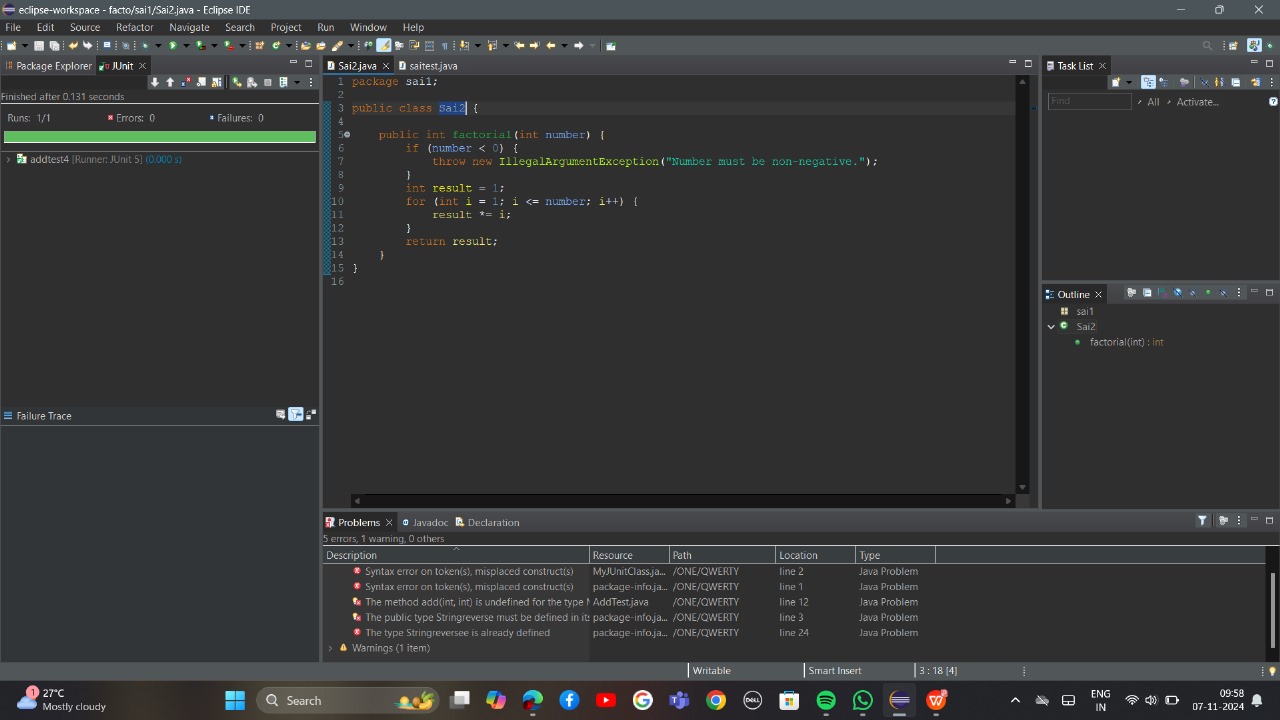 eclipse-workspace - facto/sai1/Sai2.java - Eclipse IDE
File Edit Source Refactor Navigate Search Project Run Window Help
Package Explorer JUnit
Finished after 0.131 seconds
Runs: 1/1 Errors: 0 Failures: 0
addtest4 [Runner: JUnit 5] (0.000 s)
Failure Trace
Sai2.java saitest.java
1 package sai1;
2
3 public class Sai2 {
4
5 public int factorial(int number) {
6 if (number < 0) {
7 throw new IllegalArgumentException("Number must be non-negative.");
8 }
9 int result = 1;
10 for (int i = 1; i <= number; i++) {
11 result *= i;
12 }
13 return result;
14 }
15 }
16
Task List
Find All Activate...
Outline
sai1
Sai2
factorial(int) : int
Problems Javadoc Declaration
5 errors, 1 warning, 0 others
Description Resource Path Location Type
Syntax error on token(s), misplaced construct(s) MyJUnitClass.ja... /ONE/QWERTY line 2 Java Problem
Syntax error on token(s), misplaced construct(s) package-info.ja... /ONE/QWERTY line 1 Java Problem
The method add(int, int) is undefined for the type AddTest.java /ONE/QWERTY line 12 Java Problem
The public type Stringreverse must be defined in its package-info.ja... /ONE/QWERTY line 3 Java Problem
The type Stringreversee is already defined package-info.ja... /ONE/QWERTY line 24 Java Problem
Warnings (1 item)
Writable Smart Insert 3 : 18 [4]
1 27°C
Mostly cloudy
Search
DELL
ENG
IN
09:58
07-11-2024